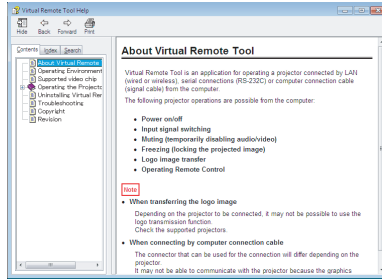 Virtual Remote Tool Help
Hide Back Forward Print
Contents Index Search
About Virtual Remote
Operating Environment
Supported video chip
Operating the Projecto
Uninstalling Virtual Rer
Troubleshooting
Copyright
Revision
About Virtual Remote Tool
Virtual Remote Tool is an application for operating a projector connected by LAN
(wired or wireless), serial connections (RS-232C) or computer connection cable
(signal cable) from the computer.
The following projector operations are possible from the computer:
• Power on/off
• Input signal switching
• Muting (temporarily disabling audio/video)
• Freezing (locking the projected image)
• Logo image transfer
• Operating Remote Control
Note
• When transferring the logo image
Depending on the projector to be connected, it may not be possible to use the
logo transmission function.
Check the supported projectors.
• When connecting by computer connection cable
The connector that can be used for the connection will differ depending on the
projector.
It may not be able to communicate with the projector because the graphics